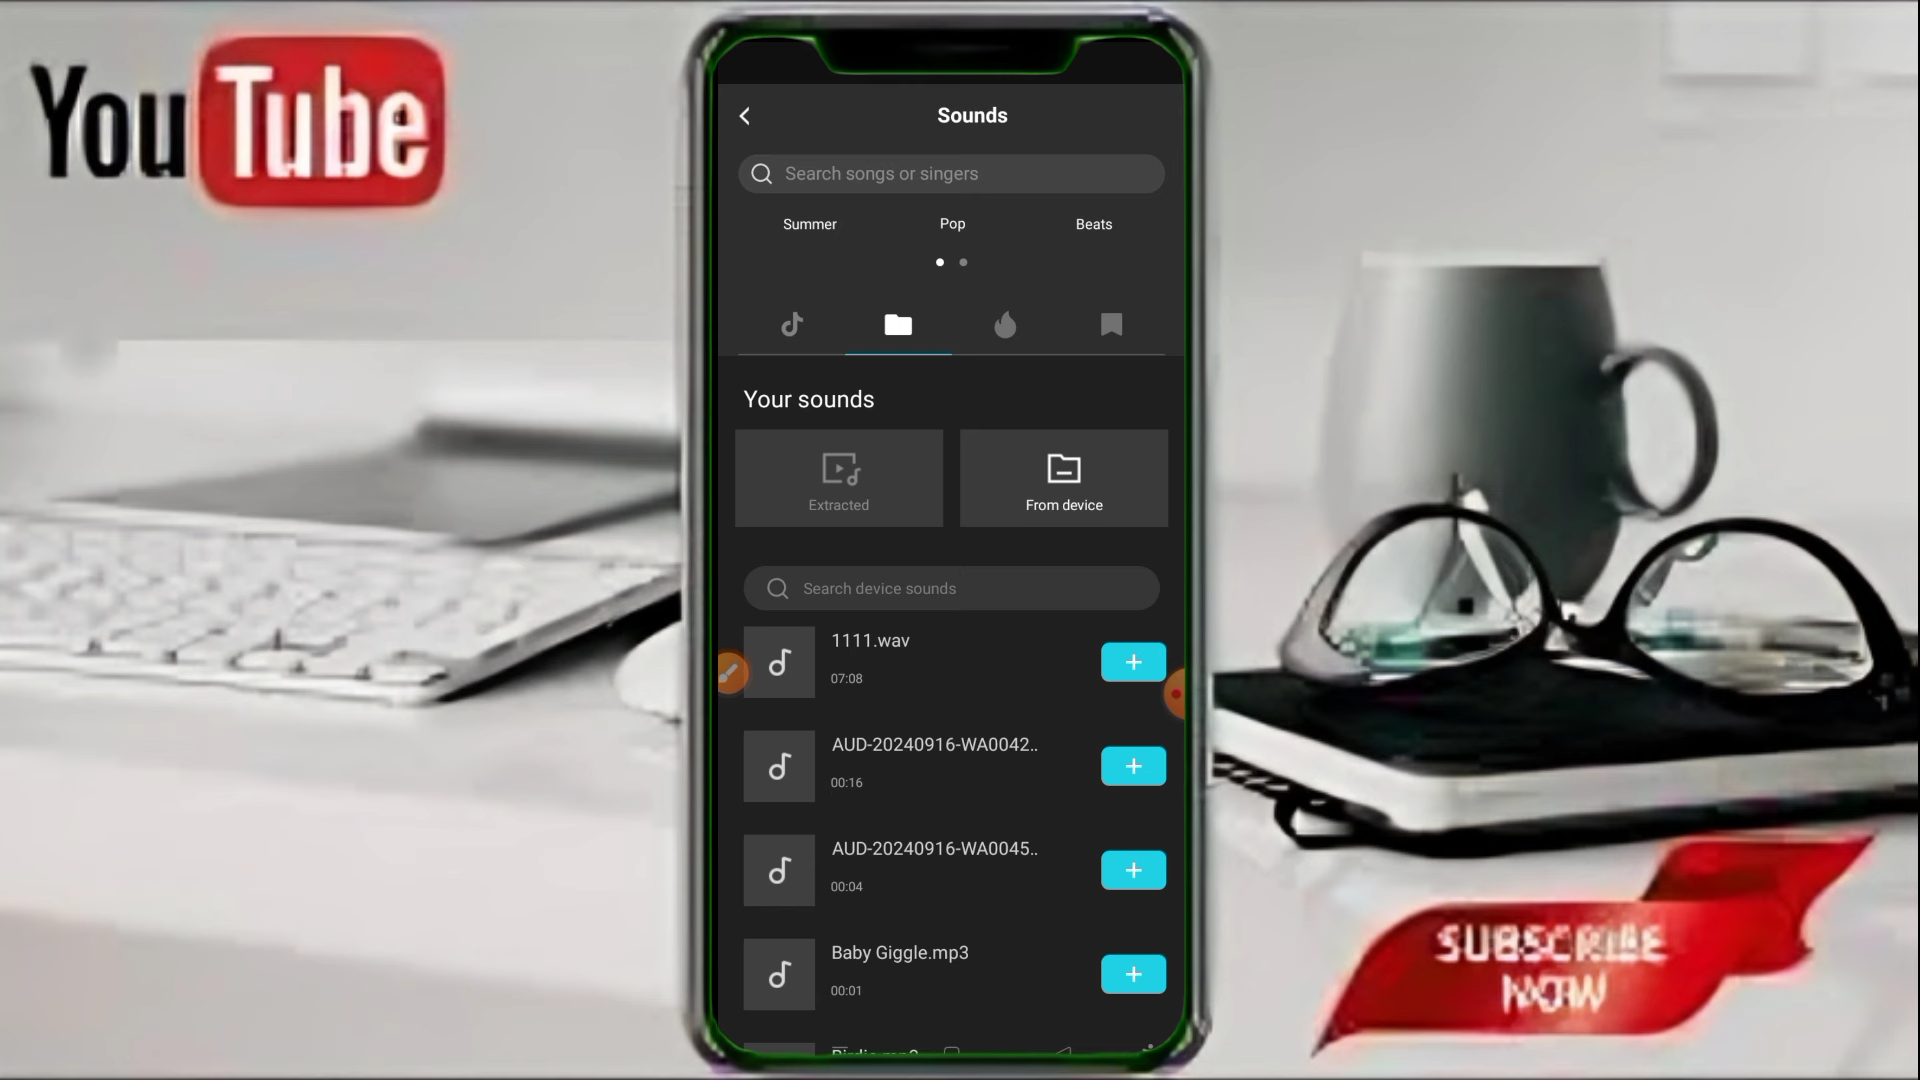 YouTube
Sounds
Search songs or singers
Summer Pop Beats
Your sounds
Extracted From device
Search device sounds
1111.wav
07:08
AUD-20240916-WA0042..
00:16
AUD-20240916-WA0045..
00:04
Baby Giggle.mp3
00:01
Birdie.mp3
SUBSCRIBE
NOW